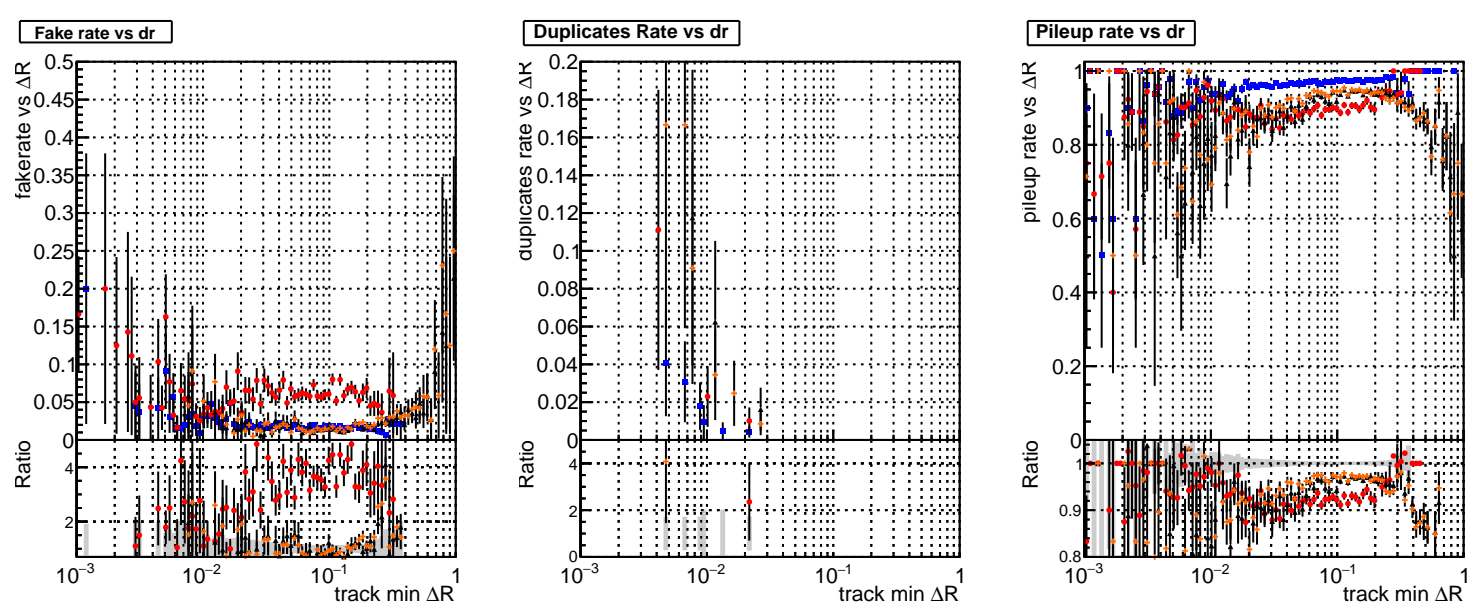 Fake rate vs dr
fakerate vs ΔR
0.5
0.45
0.4
0.35
0.3
0.25
0.2
0.15
0.1
0.05
0
Ratio
4
2
10⁻³ 10⁻² 10⁻¹ 1
track min ΔR
Duplicates Rate vs dr
duplicates rate vs ΔR
0.2
0.18
0.16
0.14
0.12
0.1
0.08
0.06
0.04
0.02
0
Ratio
4
2
0
10⁻² 10⁻¹ 1
track min ΔR
Pileup rate vs dr
pileup rate vs ΔR
1
0.8
0.6
0.4
0.2
0
Ratio
1
0.9
0.8
10⁻³ 10⁻² 10⁻¹ 1
track min ΔR